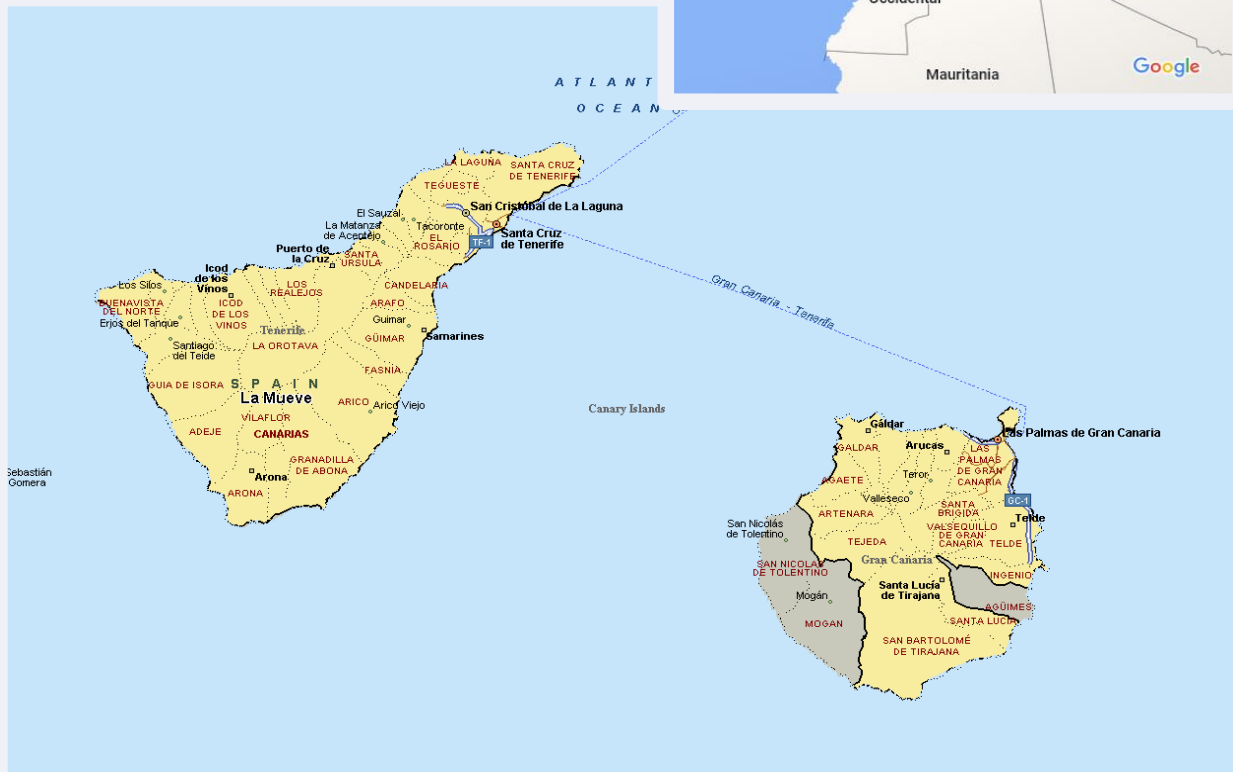 Occidental
Mauritania
Google
ATLANT
OCEAN
LA LAGUNA
SANTA CRUZ
DE TENERIFE
TEGUESTE
San Cristóbal de La Laguna
El Sauzal
La Matanza
de Acentejo
Tacoronte
EL
ROSARIO
TF-1
Santa Cruz
de Tenerife
Puerto de
la Cruz
SANTA
URSULA
Icod
de los
Vinos
Los Silos
LOS
REALEJOS
CANDELARIA
BUENAVISTA
DEL NORTE
ICOD
DE LOS
VINOS
ARAFO
Erjos del Tanque
Tenerife
Guimar
Samarines
Santiago
del Teide
LA OROTAVA
GÜIMAR
FASNIA
GUIA DE ISORA
SPAIN
La Mueve
ARICO
Arico Viejo
VILAFLOR
ADEJE
CANARIAS
GRANADILLA
DE ABONA
Arona
ARONA
Sebastián
Gomera
Gran Canaria - Tenerife
Canary Islands
Gáldar
Las Palmas de Gran Canaria
GALDAR
Arucas
LAS
PALMAS
DE GRAN
CANARIA
AGAETE
Teror
Valleseco
GC-1
ARTENARA
SANTA
BRIGIDA
San Nicolás
de Tolentino
VALSEQUILLO
DE GRAN
CANARIA
Telde
TEJEDA
TELDE
Gran Canaria
SAN NICOLAS
DE TOLENTINO
INGENIO
Santa Lucía
de Tirajana
Mogán
AGÜIMES
MOGAN
SANTA LUCIA
SAN BARTOLOMÉ
DE TIRAJANA